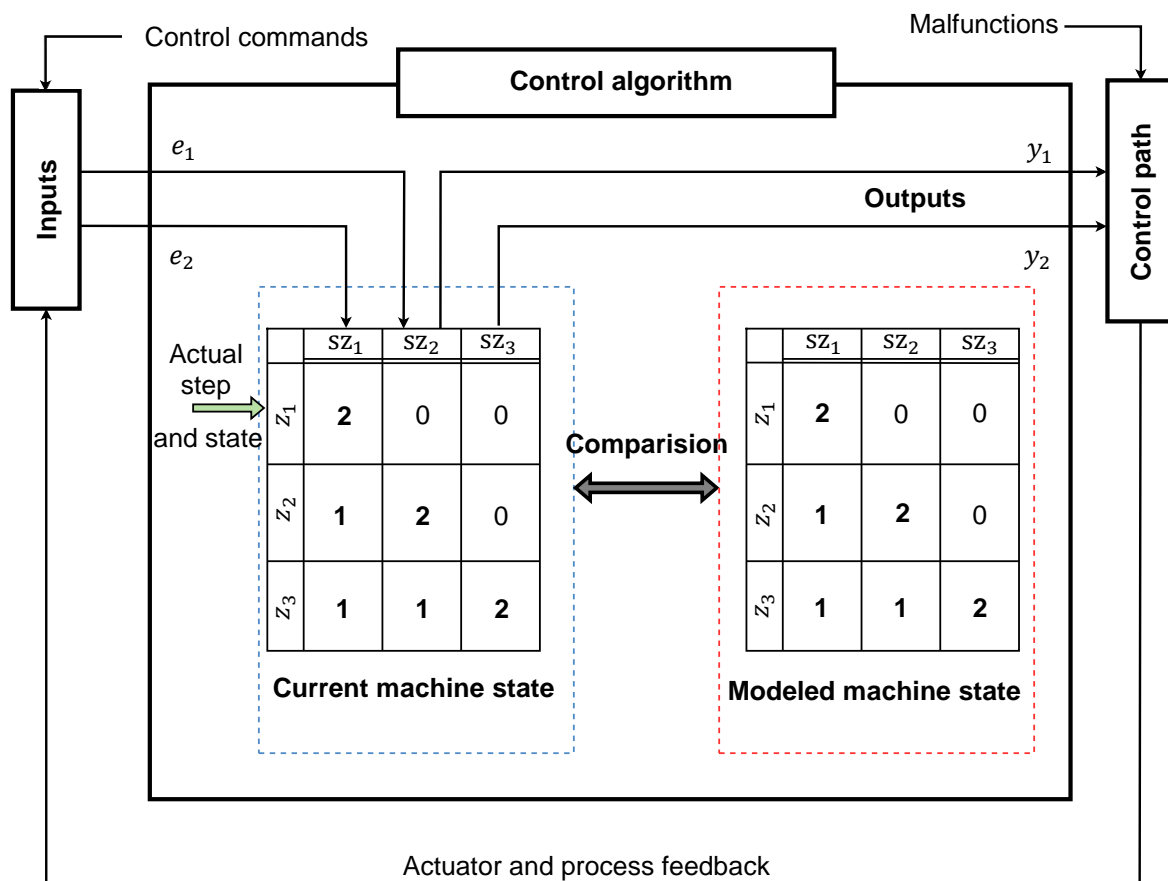 Control commands
Malfunctions
Control algorithm
Inputs
e₁
e₂
y₁
Outputs
y₂
Control path
Actual
step
and state
sz₁ sz₂ sz₃
z₁ 2 0 0
z₂ 1 2 0
z₃ 1 1 2
Current machine state
Comparision
sz₁ sz₂ sz₃
z₁ 2 0 0
z₂ 1 2 0
z₃ 1 1 2
Modeled machine state
Actuator and process feedback